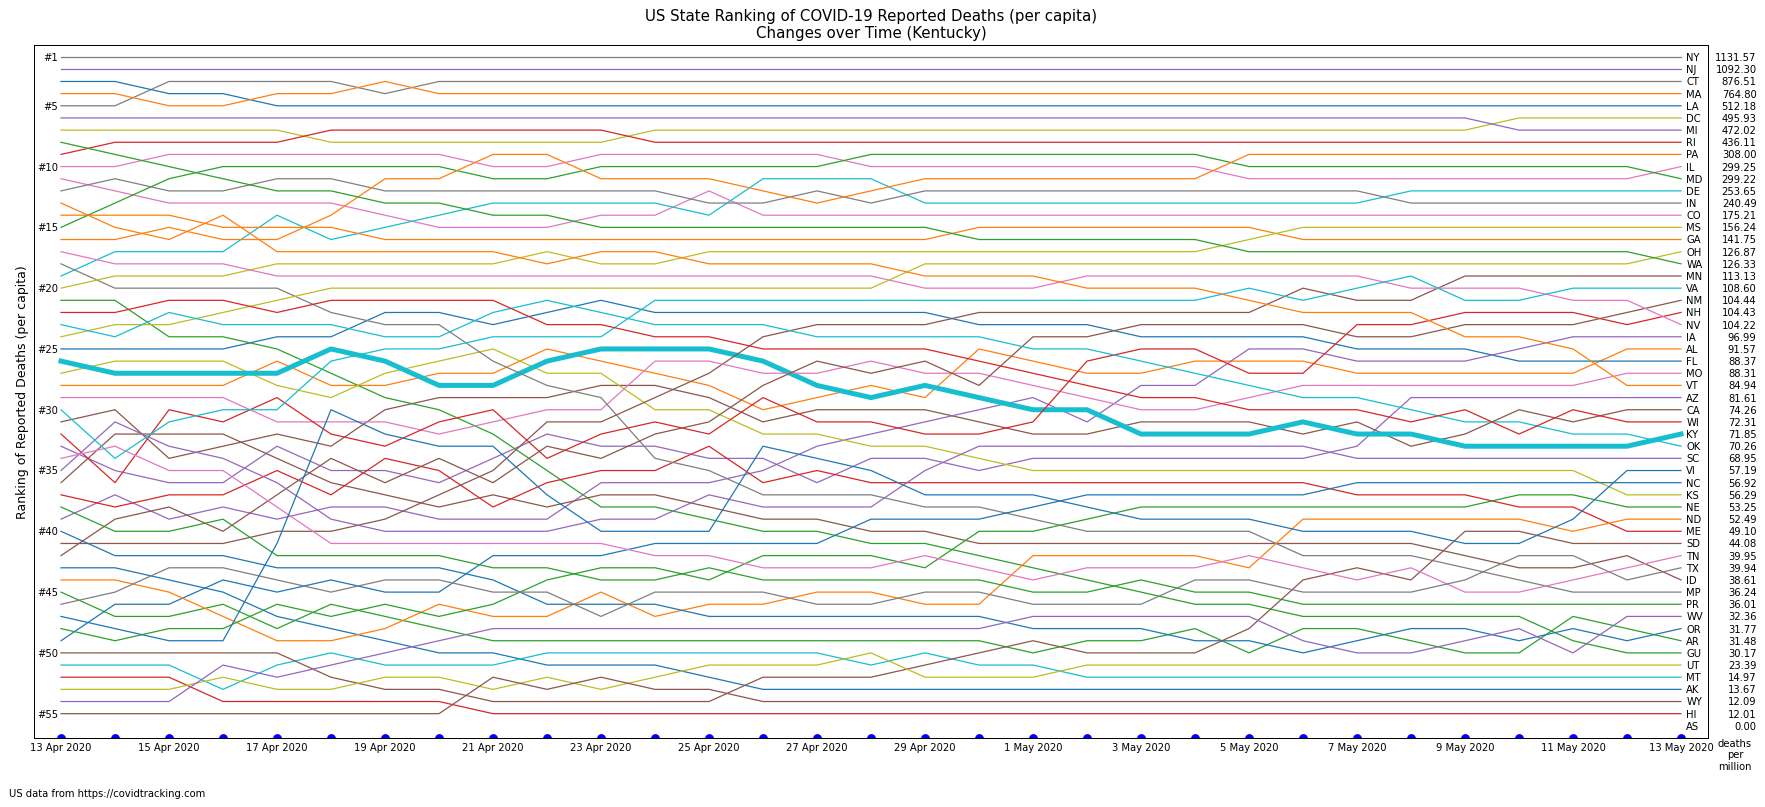 US State Ranking of COVID-19 Reported Deaths (per capita)
Changes over Time (Kentucky)
Ranking of Reported Deaths (per capita)
#1
#5
#10
#15
#20
#25
#30
#35
#40
#45
#50
#55
NY 1131.57
NJ 1092.30
CT 876.51
MA 764.80
LA 512.18
DC 495.93
MI 472.02
RI 436.11
PA 308.00
IL 299.25
MD 299.22
DE 253.65
IN 240.49
CO 175.21
MS 156.24
GA 141.75
OH 126.87
WA 126.33
MN 113.13
VA 108.60
NM 104.44
NH 104.43
NV 104.22
IA 96.99
AL 91.57
FL 88.37
MO 88.31
VT 84.94
AZ 81.61
CA 74.26
WI 72.31
KY 71.85
OK 70.26
SC 68.95
VI 57.19
NC 56.92
KS 56.29
NE 53.25
ND 52.49
ME 49.10
SD 44.08
TN 39.95
TX 39.94
ID 38.61
MP 36.24
PR 36.01
WV 32.36
OR 31.77
AR 31.48
GU 30.17
UT 23.39
MT 14.97
AK 13.67
WY 12.09
HI 12.01
AS 0.00
13 Apr 2020 15 Apr 2020 17 Apr 2020 19 Apr 2020 21 Apr 2020 23 Apr 2020 25 Apr 2020 27 Apr 2020 29 Apr 2020 1 May 2020 3 May 2020 5 May 2020 7 May 2020 9 May 2020 11 May 2020 13 May 2020
deaths
per
million
US data from https://covidtracking.com